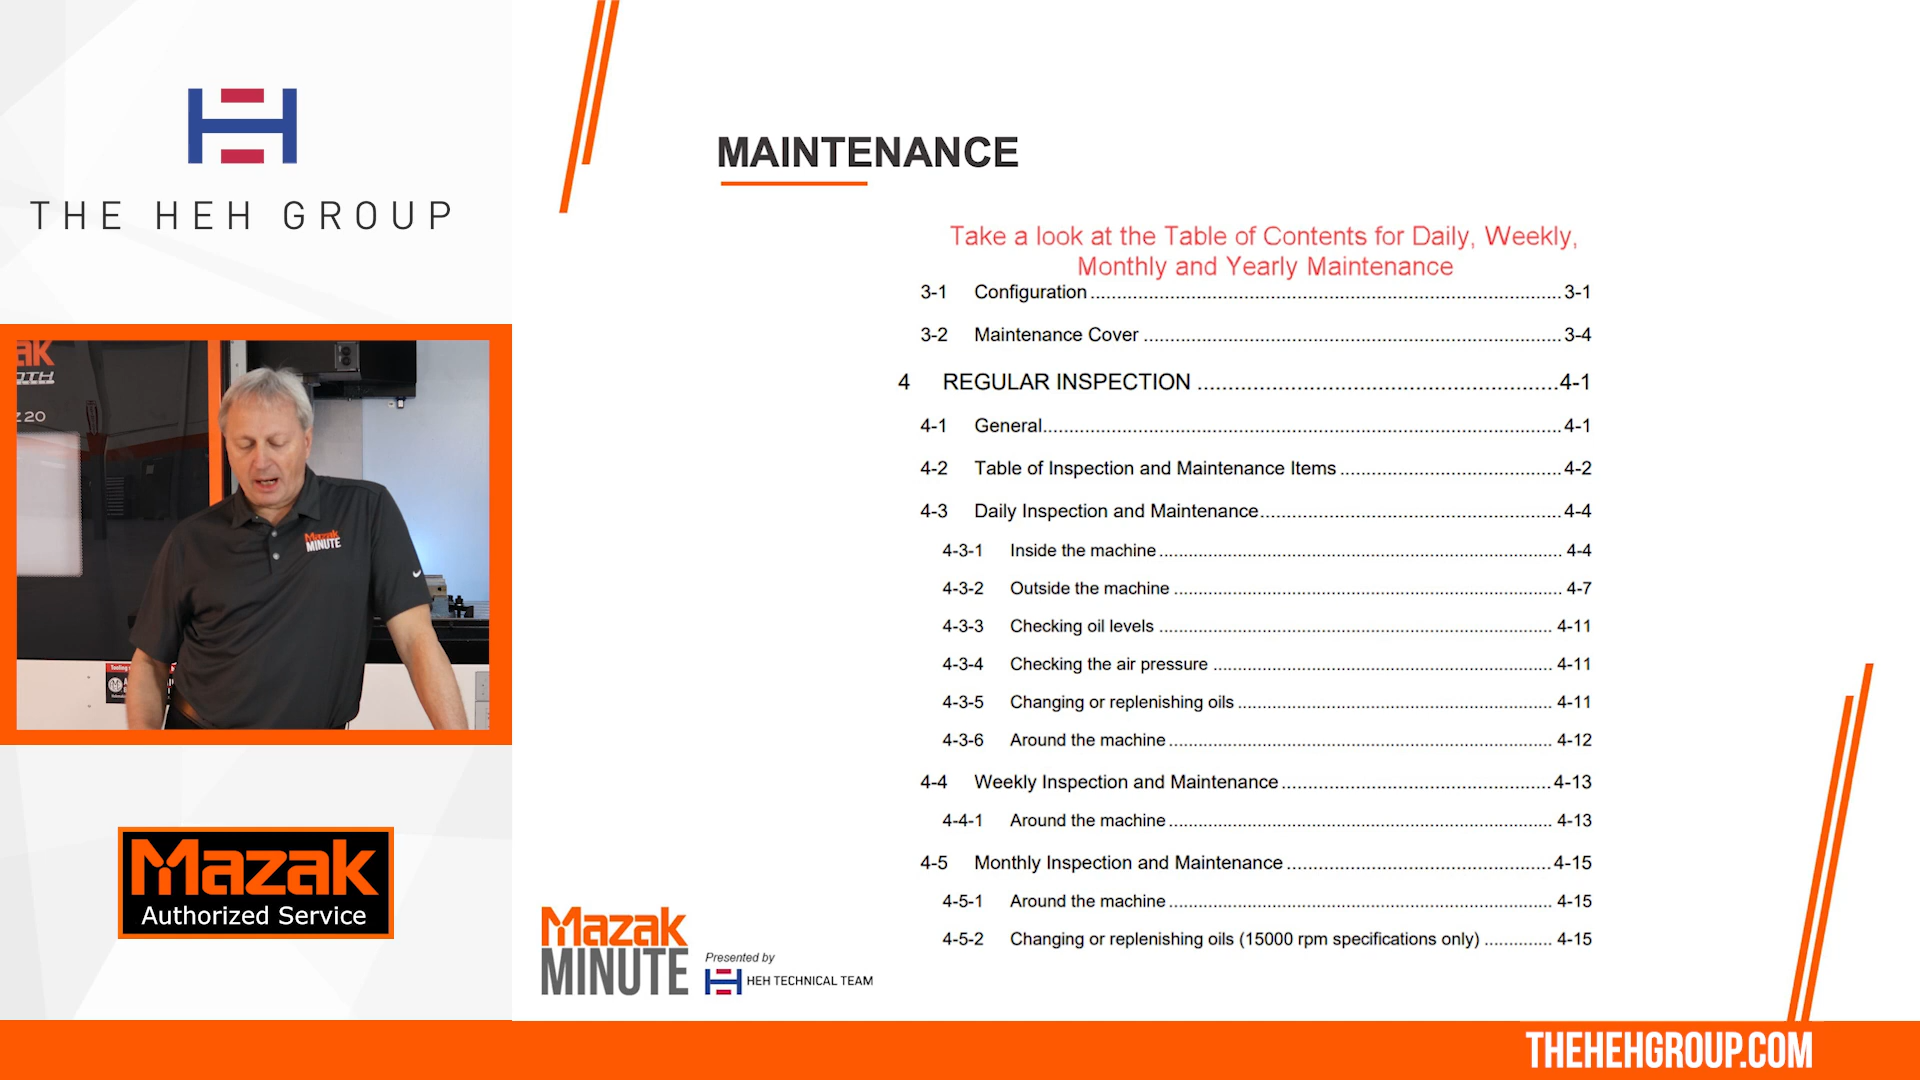 THE HEH GROUP
AK
Z 20
Mazak
MINUTE
Mazak
Authorized Service
MAINTENANCE
Take a look at the Table of Contents for Daily, Weekly,
Monthly and Yearly Maintenance
3-1 Configuration ........ 3-1
3-2 Maintenance Cover ........ 3-4
4 REGULAR INSPECTION ........ 4-1
4-1 General ........ 4-1
4-2 Table of Inspection and Maintenance Items ........ 4-2
4-3 Daily Inspection and Maintenance ........ 4-4
4-3-1 Inside the machine ........ 4-4
4-3-2 Outside the machine ........ 4-7
4-3-3 Checking oil levels ........ 4-11
4-3-4 Checking the air pressure ........ 4-11
4-3-5 Changing or replenishing oils ........ 4-11
4-3-6 Around the machine ........ 4-12
4-4 Weekly Inspection and Maintenance ........ 4-13
4-4-1 Around the machine ........ 4-13
4-5 Monthly Inspection and Maintenance ........ 4-15
4-5-1 Around the machine ........ 4-15
4-5-2 Changing or replenishing oils (15000 rpm specifications only) ........ 4-15
Mazak
MINUTE
Presented by
HEH TECHNICAL TEAM
THEHEHGROUP.COM